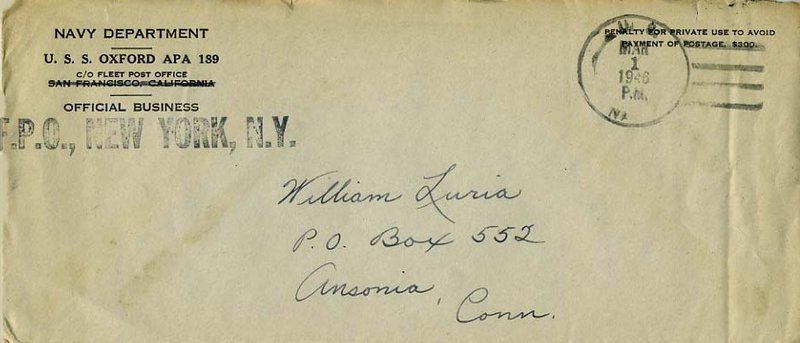 NAVY DEPARTMENT
U. S. S. OXFORD APA 189
C/O FLEET POST OFFICE
SAN FRANCISCO, CALIFORNIA
OFFICIAL BUSINESS
F.P.O., NEW YORK, N.Y.
PENALTY FOR PRIVATE USE TO AVOID
PAYMENT OF POSTAGE, $300.
U. S.
MAR
1
1946
P.M.
William Luria
P.O. Box 552
Ansonia,
Conn.